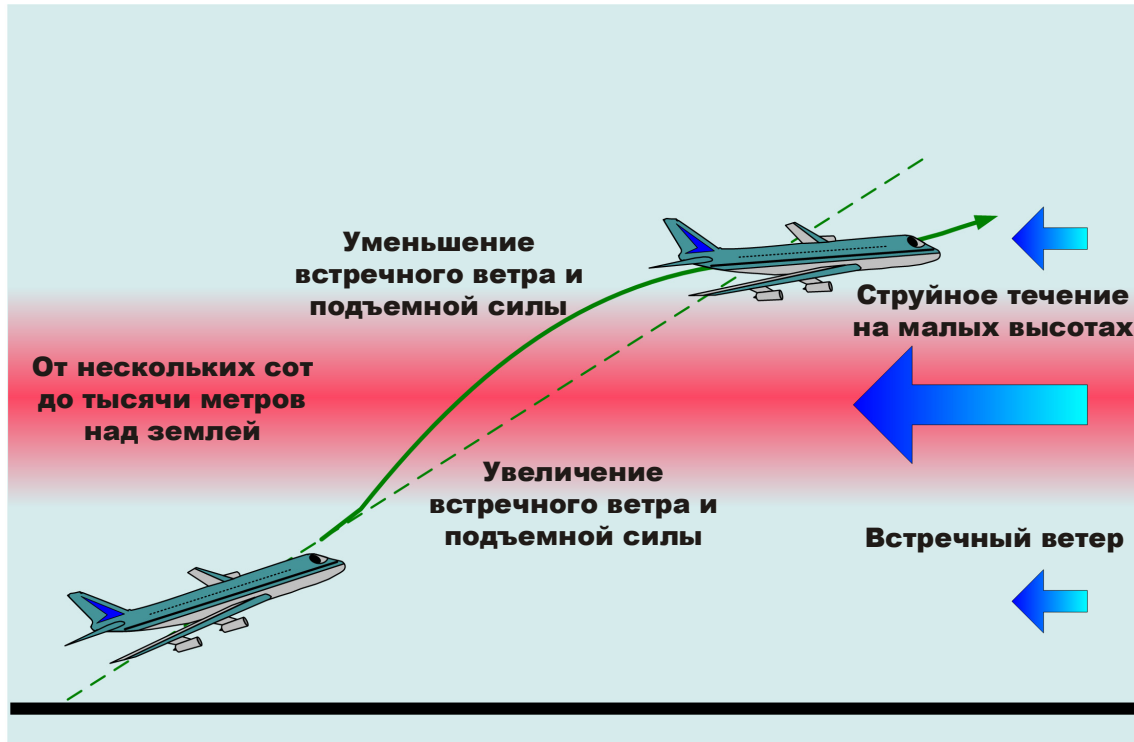 Уменьшение
встречного ветра и
подъемной силы
Струйное течение
на малых высотах
От нескольких сот
до тысячи метров
над землей
Увеличение
встречного ветра и
подъемной силы
Встречный ветер